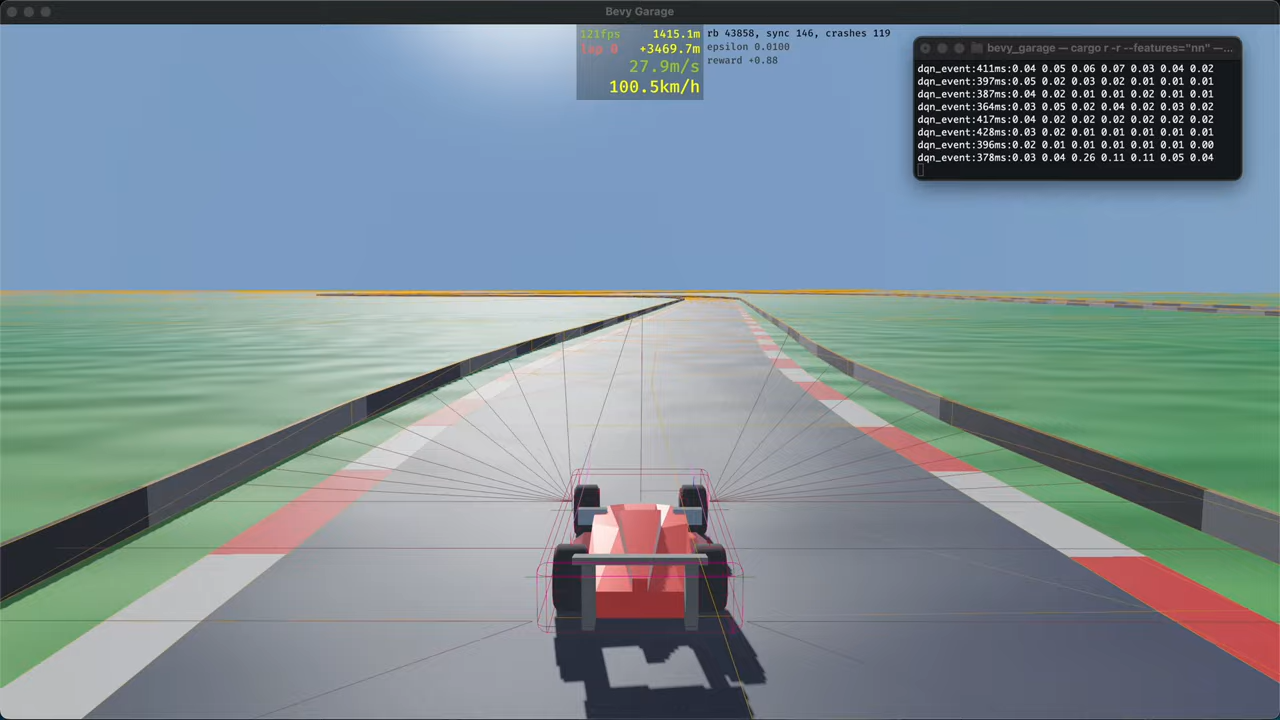 Bevy Garage
121fps 1415.1m
lwp 0 +3469.7m
27.9m/s
100.5km/h
rb 43858, sync 146, crashes 119
epsilon 0.0100
reward +0.88
bevy_garage — cargo r -r --features="nn" —...
dqn_event:411ms:0.04 0.05 0.06 0.07 0.03 0.04 0.02
dqn_event:397ms:0.05 0.02 0.03 0.02 0.01 0.01 0.01
dqn_event:387ms:0.04 0.02 0.01 0.01 0.02 0.01 0.01
dqn_event:364ms:0.03 0.05 0.02 0.04 0.02 0.03 0.02
dqn_event:417ms:0.04 0.02 0.02 0.02 0.02 0.02 0.02
dqn_event:428ms:0.03 0.02 0.01 0.01 0.01 0.01 0.01
dqn_event:396ms:0.02 0.01 0.01 0.01 0.01 0.01 0.00
dqn_event:378ms:0.03 0.04 0.26 0.11 0.11 0.05 0.04